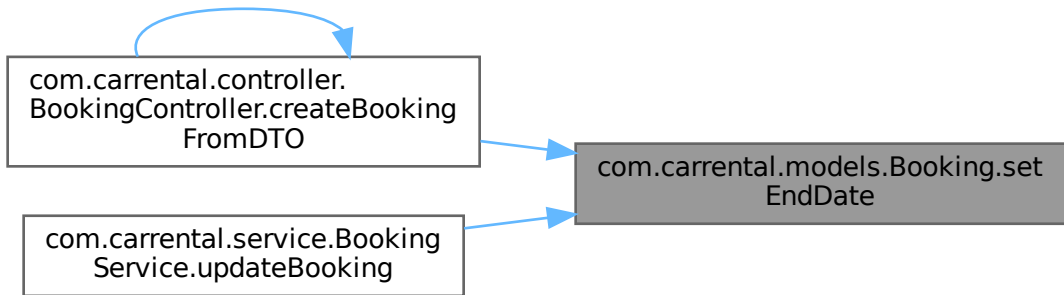 com.carrental.controller.
BookingController.createBooking
FromDTO
com.carrental.models.Booking.set
EndDate
com.carrental.service.Booking
Service.updateBooking